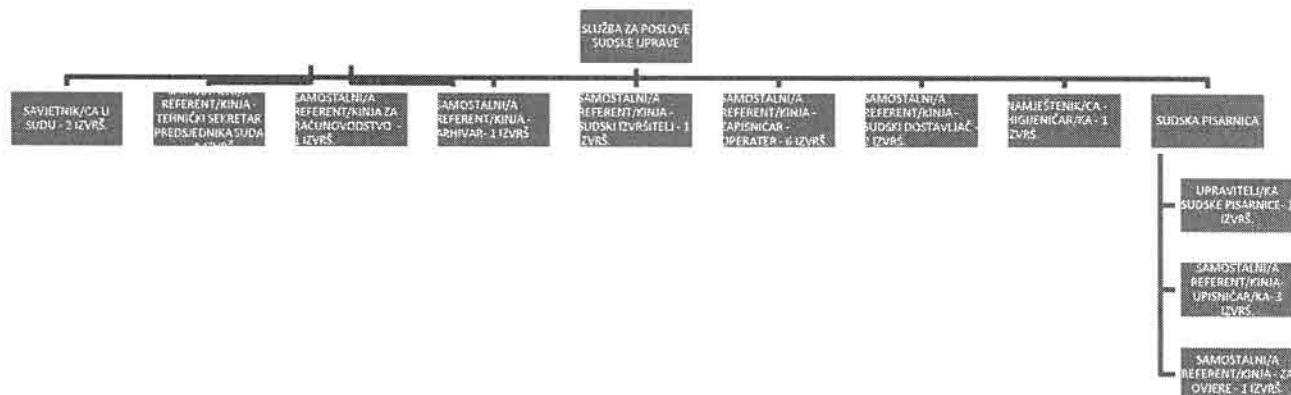 SLUŽBA ZA POSLOVE
SUDSKE UPRAVE
SAVJETNIK/CA U
SUDU - 2 IZVRŠ.
REFERENT/KINJA -
TEHNIČKI SEKRETAR
PREDSJEDNIKA SUDA
IZVRŠ.
SAMOSTALNI/A
REFERENT/KINJA ZA
RAČUNOVODSTVO -
1 IZVRŠ.
SAMOSTALNI/A
REFERENT/KINJA -
ARHIVAR - 1 IZVRŠ
SAMOSTALNI/A
REFERENT/KINJA -
SUDSKI IZVRŠITELJ - 1
IZVRŠ.
SAMOSTALNI/A
REFERENT/KINJA -
ZAPISNIČAR -
OPERATER - 6 IZVRŠ.
SAMOSTALNI/A
REFERENT/KINJA -
SUDSKI DOSTAVLJAČ -
2 IZVRŠ.
NAMJEŠTENIK/CA -
HIGIJENIČAR/KA - 1
IZVRŠ.
SUDSKA PISARNICA
UPRAVITELJ/KA
SUDSKE PISARNICE - 1
IZVRŠ.
SAMOSTALNI/A
REFERENT/KINJA-
UPISNIČAR/KA- 3
IZVRŠ.
SAMOSTALNI/A
REFERENT/KINJA - ZA
OVJERE - 1 IZVRŠ.